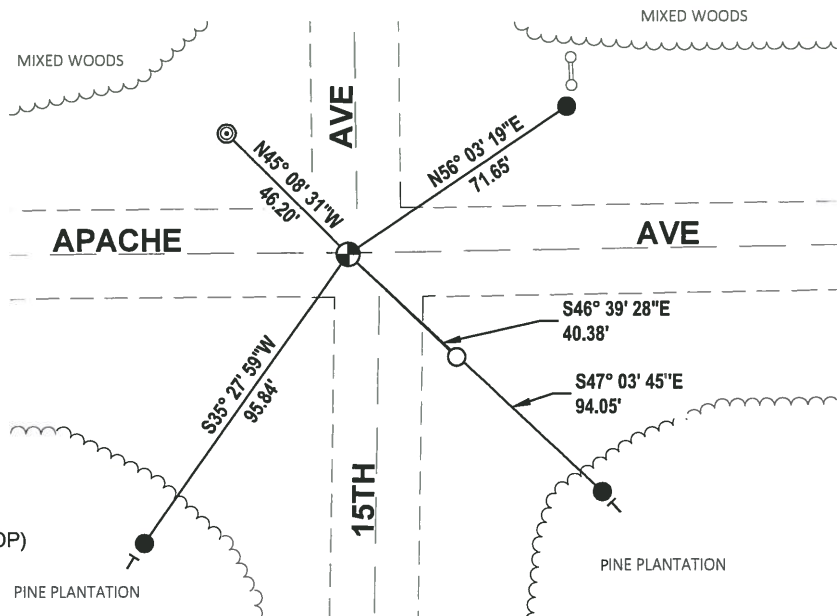 MIXED WOODS
MIXED WOODS
AVE
N45° 08' 31"W
46.20'
N56° 03' 19"E
71.65'
APACHE
AVE
S46° 39' 28"E
40.38'
S35° 27' 59"W
95.84'
S47° 03' 45"E
94.05'
15TH
OP)
T
T
PINE PLANTATION
PINE PLANTATION